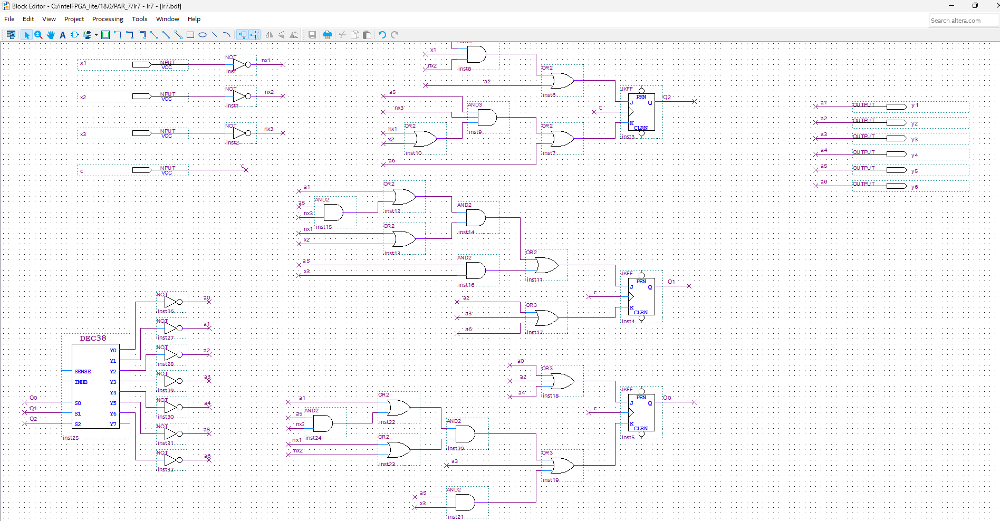 Block Editor - C:/intelFPGA_lite/18.0/PAR_7/lr7 - lr7 - [lr7.bdf]
File Edit View Project Processing Tools Window Help
Search altera.com
x1 INPUT VCC NOT inst nx1
x2 INPUT VCC NOT inst1 nx2
x3 INPUT VCC NOT inst2 nx3
c INPUT VCC c
x1
nx2
inst8
a2
OR2
inst6
a5
nx3
AND3
inst9
nx1
x2
OR2
inst10
a6
OR2
inst7
JKFF
PRN
J Q
c
K
CLRN
inst3
Q2
a1 OUTPUT y1
a2 OUTPUT y2
a3 OUTPUT y3
a4 OUTPUT y4
a5 OUTPUT y5
a6 OUTPUT y6
a1
OR2
inst12
a5
nx3
AND2
inst15
nx1
x2
OR2
inst13
AND2
inst14
a5
x3
AND2
inst16
OR2
inst11
a2
a3
a6
OR3
inst17
JKFF
PRN
J Q
c
K
CLRN
inst4
Q1
NOT inst26 a0
NOT inst27 a1
NOT inst28 a2
NOT inst29 a3
NOT inst30 a4
NOT inst31 a5
NOT inst32 a6
DEC38
Y0
Y1
SENSE Y2
INHB Y3
Y4
Q0 S0 Y5
Q1 S1 Y6
Q2 S2 Y7
inst25
a0
a2
a4
OR3
inst18
a1
OR2
inst22
a5
nx3
AND2
inst24
nx1
nx2
OR2
inst23
AND2
inst20
a3
OR3
inst19
a5
x3
AND2
inst21
JKFF
PRN
J Q
c
K
CLRN
inst5
Q0